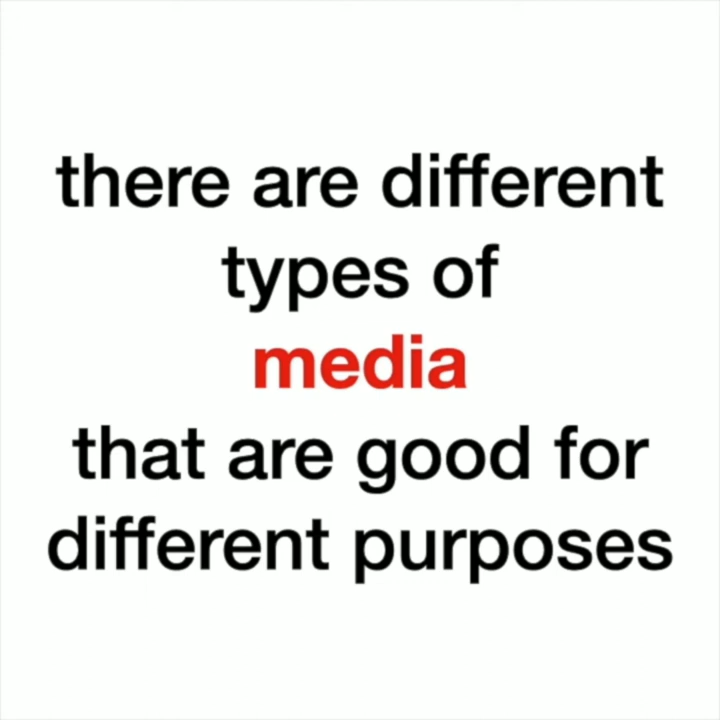 there are different
types of
media
that are good for
different purposes